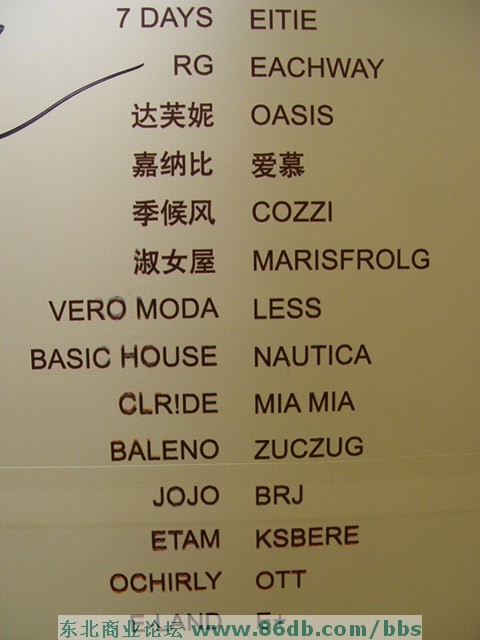 7 DAYS EITIE
RG EACHWAY
达芙妮 OASIS
嘉纳比 爱慕
季候风 COZZI
淑女屋 MARISFROLG
VERO MODA LESS
BASIC HOUSE NAUTICA
CLR!DE MIA MIA
BALENO ZUCZUG
JOJO BRJ
ETAM KSBERE
OCHIRLY OTT
E·LAND E+
东北商业论坛 www.86db.com/bbs